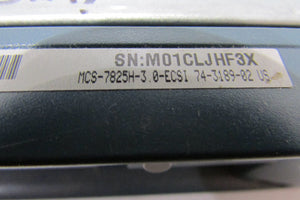 SN:M01CLJHF3X
MCS-7825H-3.0-ECSI 74-3189-02 US